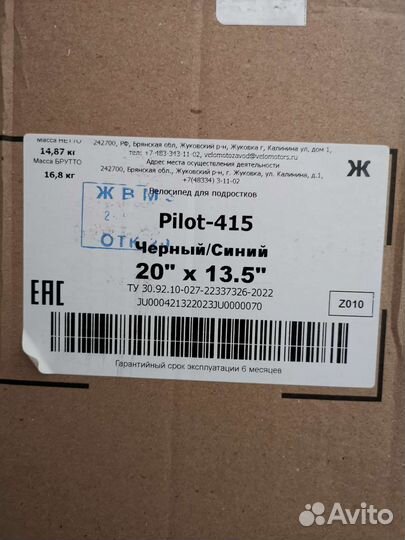 Масса НЕТТО
14,87 кг
Масса БРУТТО
16,8 кг
242700, РФ, Брянская обл, Жуковский р-н, Жуковка г, Калинина ул, дом 1,
тел: +7-483-343-11-02, velomotozavod@velomotors.ru
Адрес места осуществления деятельности
242700, Брянская обл., Жуковский р-н, г. Жуковка, ул. Калинина, д.1,
+7(48334) 3-11-07
Ж
Велосипед для подростков
ЖВМ
Pilot-415
ОТК
Черный/Синий
20" x 13.5"
ТУ 30.92.10-027-22337326-2022
EAC
JU000421322023JU0000070
Z010
Гарантийный срок эксплуатации 6 месяцев
Avito